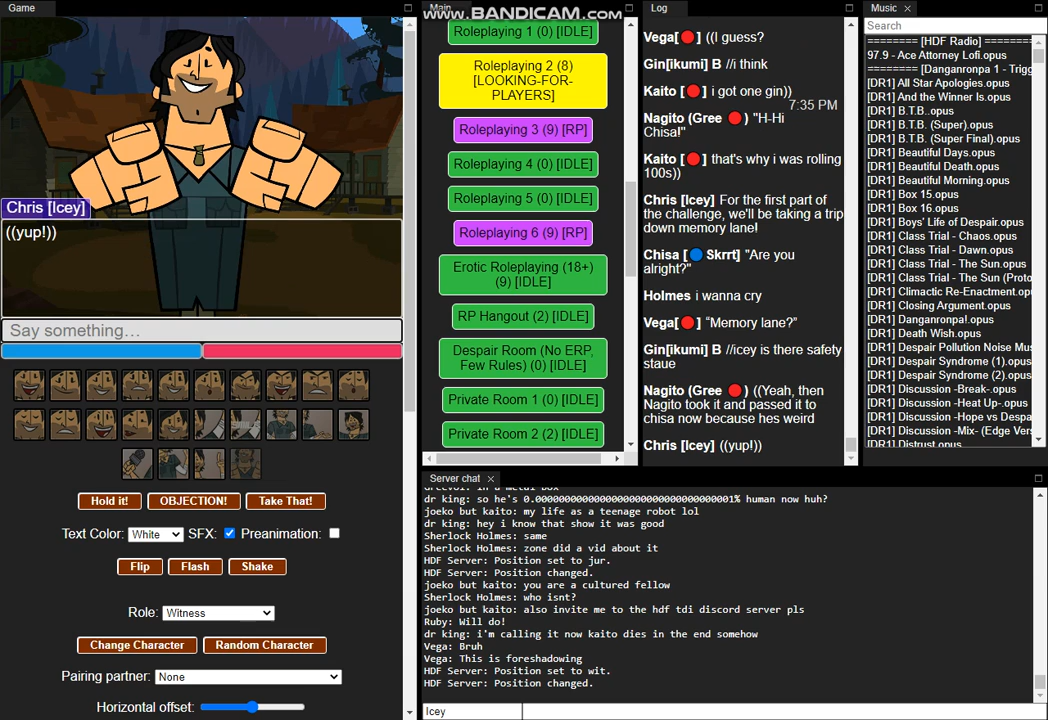 Game
Chris [Icey]
((yup!))
Say something…
Hold it!
OBJECTION!
Take That!
Text Color: White SFX: Preanimation:
Flip
Flash
Shake
Role: Witness
Change Character
Random Character
Pairing partner: None
Horizontal offset:
Main
www.BANDICAM.com
Roleplaying 1 (0) [IDLE]
Roleplaying 2 (8)
[LOOKING-FOR-
PLAYERS]
Roleplaying 3 (9) [RP]
Roleplaying 4 (0) [IDLE]
Roleplaying 5 (0) [IDLE]
Roleplaying 6 (9) [RP]
Erotic Roleplaying (18+)
(9) [IDLE]
RP Hangout (2) [IDLE]
Despair Room (No ERP,
Few Rules) (0) [IDLE]
Private Room 1 (0) [IDLE]
Private Room 2 (2) [IDLE]
Log
Vega[🔴] ((I guess?
Gin[ikumi] B //i think
Kaito [🔴] i got one gin))
7:35 PM
Nagito (Gree 🔴) "H-Hi
Chisa!"
Kaito [🔴] that's why i was rolling
100s))
Chris [Icey] For the first part of
the challenge, we'll be taking a trip
down memory lane!
Chisa [🔵 Skrrt] "Are you
alright?"
Holmes i wanna cry
Vega[🔴] “Memory lane?”
Gin[ikumi] B //icey is there safety
staue
Nagito (Gree 🔴) ((Yeah, then
Nagito took it and passed it to
chisa now because hes weird
Chris [Icey] ((yup!))
Music
Search
======== [HDF Radio] ========
97.9 - Ace Attorney Lofi.opus
======== [Danganronpa 1 - Trigg
[DR1] All Star Apologies.opus
[DR1] And the Winner Is.opus
[DR1] B.T.B..opus
[DR1] B.T.B. (Super).opus
[DR1] B.T.B. (Super Final).opus
[DR1] Beautiful Days.opus
[DR1] Beautiful Death.opus
[DR1] Beautiful Morning.opus
[DR1] Box 15.opus
[DR1] Box 16.opus
[DR1] Boys' Life of Despair.opus
[DR1] Class Trial - Chaos.opus
[DR1] Class Trial - Dawn.opus
[DR1] Class Trial - The Sun.opus
[DR1] Class Trial - The Sun (Proto
[DR1] Climactic Re-Enactment.opus
[DR1] Closing Argument.opus
[DR1] Danganronpa!.opus
[DR1] Death Wish.opus
[DR1] Despair Pollution Noise Mus
[DR1] Despair Syndrome (1).opus
[DR1] Despair Syndrome (2).opus
[DR1] Discussion -Break-.opus
[DR1] Discussion -Heat Up-.opus
[DR1] Discussion -Hope vs Despa
[DR1] Discussion -Mix- (Edge Vers
[DR1] Distrust.opus
Server chat
dr king: so he's 0.0000000000000000000000000000001% human now huh?
joeko but kaito: my life as a teenage robot lol
dr king: hey i know that show it was good
Sherlock Holmes: same
Sherlock Holmes: zone did a vid about it
HDF Server: Position set to jur.
HDF Server: Position changed.
joeko but kaito: you are a cultured fellow
Sherlock Holmes: who isnt?
joeko but kaito: also invite me to the hdf tdi discord server pls
Ruby: Will do!
dr king: i'm calling it now kaito dies in the end somehow
Vega: Bruh
Vega: This is foreshadowing
HDF Server: Position set to wit.
HDF Server: Position changed.
Icey